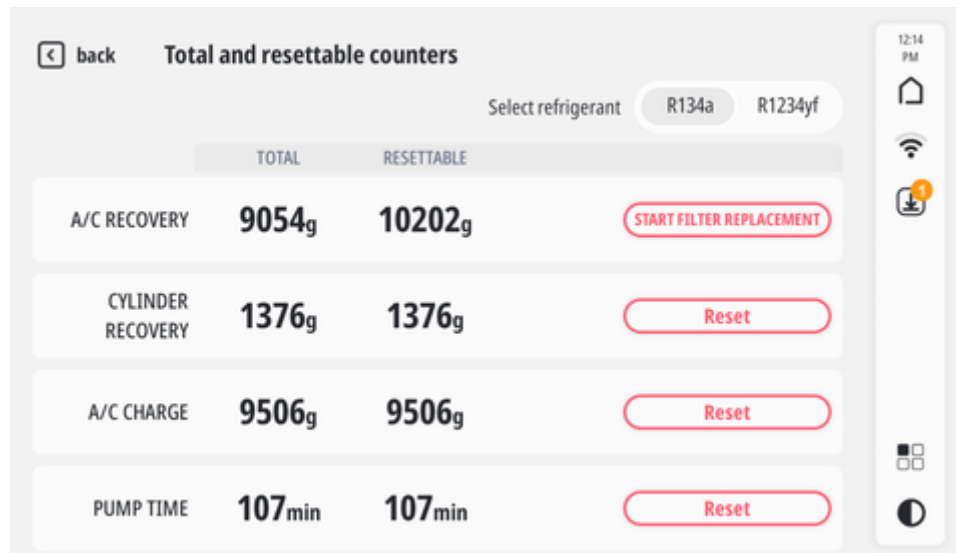 back Total and resettable counters
12:14
PM
Select refrigerant R134a R1234yf
TOTAL RESETTABLE
1
A/C RECOVERY 9054g 10202g START FILTER REPLACEMENT
CYLINDER
RECOVERY 1376g 1376g Reset
A/C CHARGE 9506g 9506g Reset
PUMP TIME 107min 107min Reset